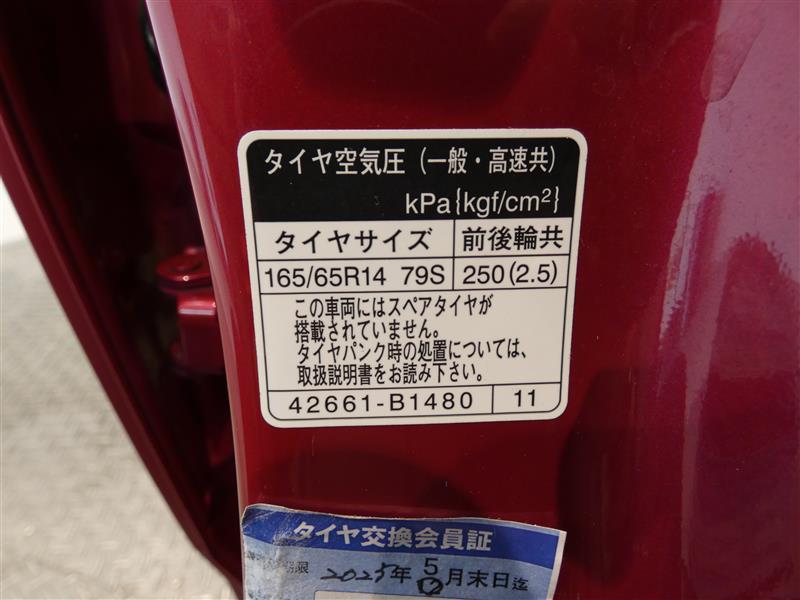 タイヤ空気圧（一般・高速共）
kPa{kgf/cm²}
タイヤサイズ 前後輪共
165/65R14 79S 250(2.5)
この車両にはスペアタイヤが
搭載されていません。
タイヤパンク時の処置については、
取扱説明書をお読み下さい。
42661-B1480 11
タイヤ交換会員証
限 2025年 5月末日迄